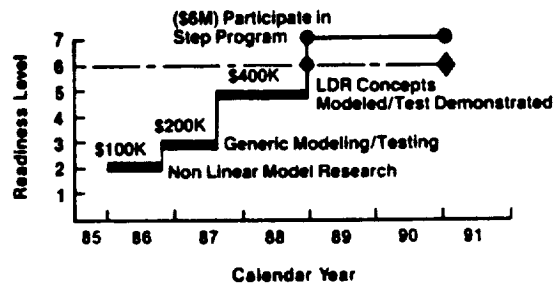 ($6M) Participate in
Step Program
7
6
5
4
3
2
1
Readiness Level
$400K
LDR Concepts
Modeled/Test Demonstrated
$200K
Generic Modeling/Testing
$100K
Non Linear Model Research
85 86 87 88 89 90 91
Calendar Year